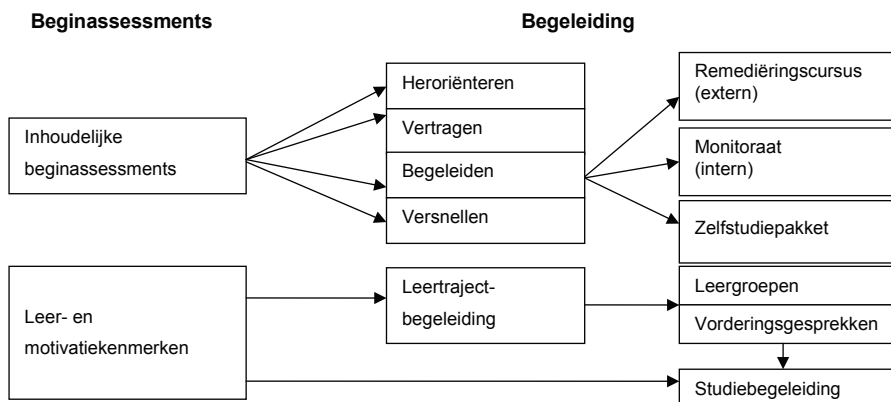 Beginassessments
Begeleiding
Inhoudelijke
beginassessments
Heroriënteren
Vertragen
Begeleiden
Versnellen
Remediëringscursus
(extern)
Monitoraat
(intern)
Zelfstudiepakket
Leer- en
motivatiekenmerken
Leertraject-
begeleiding
Leergroepen
Vorderingsgesprekken
Studiebegeleiding